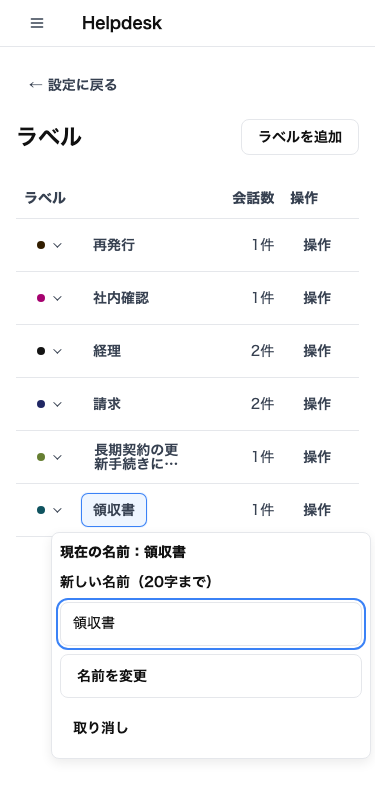 Helpdesk
← 設定に戻る
ラベル
ラベルを追加
ラベル 会話数 操作
再発行 1件 操作
社内確認 1件 操作
経理 2件 操作
請求 2件 操作
長期契約の更
新手続きに… 1件 操作
領収書 1件 操作
現在の名前：領収書
新しい名前（20字まで）
領収書
名前を変更
取り消し